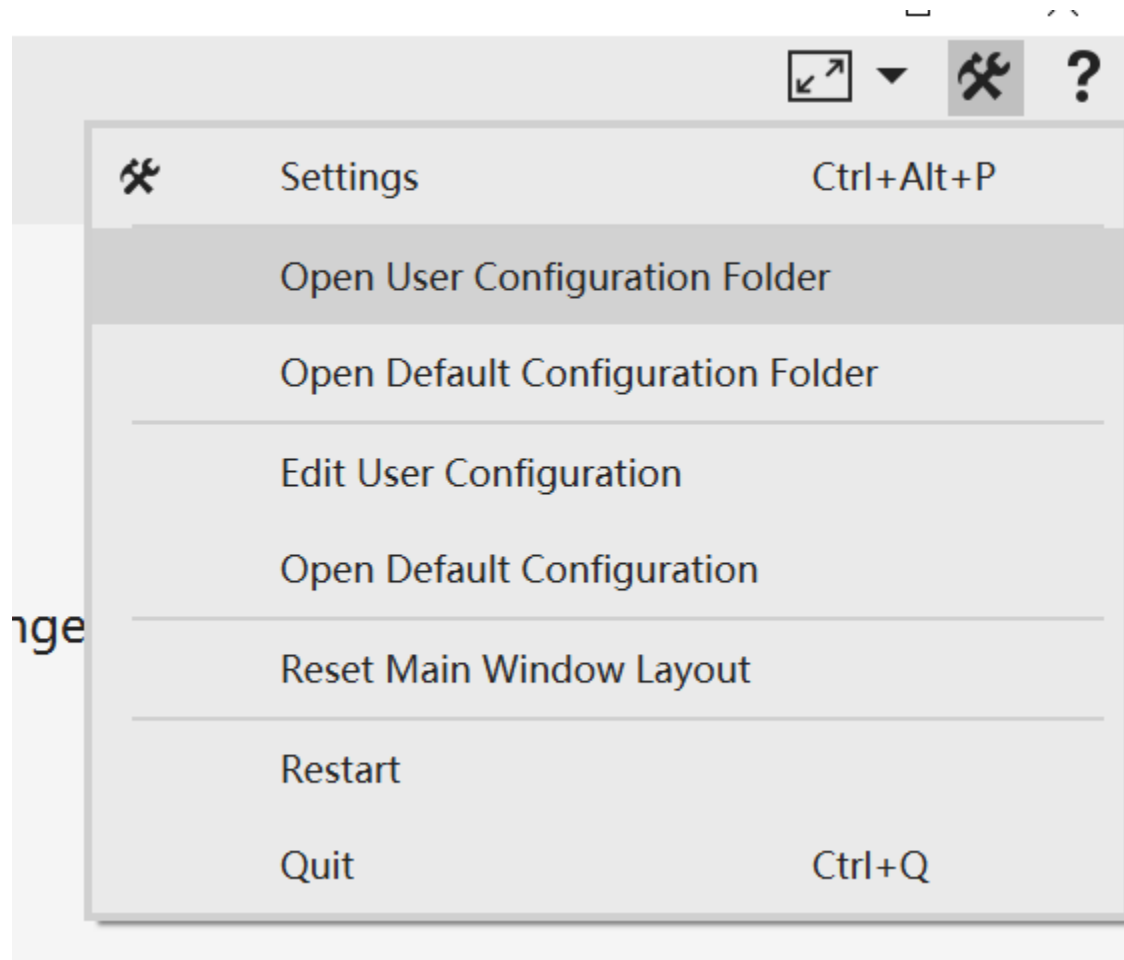 ?
Settings Ctrl+Alt+P
Open User Configuration Folder
Open Default Configuration Folder
Edit User Configuration
Open Default Configuration
nge
Reset Main Window Layout
Restart
Quit Ctrl+Q